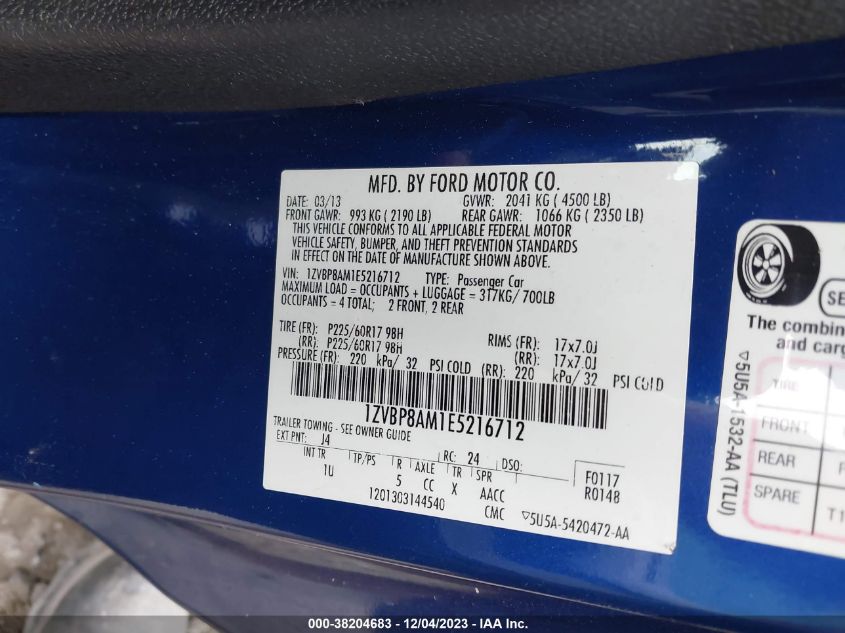 MFD. BY FORD MOTOR CO.
DATE: 03/13 GVWR: 2041 KG ( 4500 LB)
FRONT GAWR: 993 KG ( 2190 LB) REAR GAWR: 1066 KG ( 2350 LB)
THIS VEHICLE CONFORMS TO ALL APPLICABLE FEDERAL MOTOR
VEHICLE SAFETY, BUMPER, AND THEFT PREVENTION STANDARDS
IN EFFECT ON THE DATE OF MANUFACTURE SHOWN ABOVE.
VIN: 1ZVBP8AM1E5216712 TYPE: Passenger Car
MAXIMUM LOAD = OCCUPANTS + LUGGAGE = 317KG/ 700LB
OCCUPANTS = 4 TOTAL; 2 FRONT, 2 REAR
TIRE (FR): P225/60R17 98H RIMS (FR): 17x7.0J
(RR): P225/60R17 98H (RR): 17x7.0J
PRESSURE (FR): 220 kPa/ 32 PSI COLD (RR): 220 kPa/ 32 PSI COLD
1ZVBP8AM1E5216712
TRAILER TOWING - SEE OWNER GUIDE
EXT PNT: J4 RC: 24 DSO:
INT TR TP/PS R AXLE TR SPR F0117
1U 5 CC X AACC R0148
1201303144540 CMC ▽5U5A-5420472-AA
SE
The combin
and carg
TIRE
FRONT
REAR
SPARE T1
▽5U5A-1532-AA (TLU)
000-38204683 - 12/04/2023 - IAA Inc.